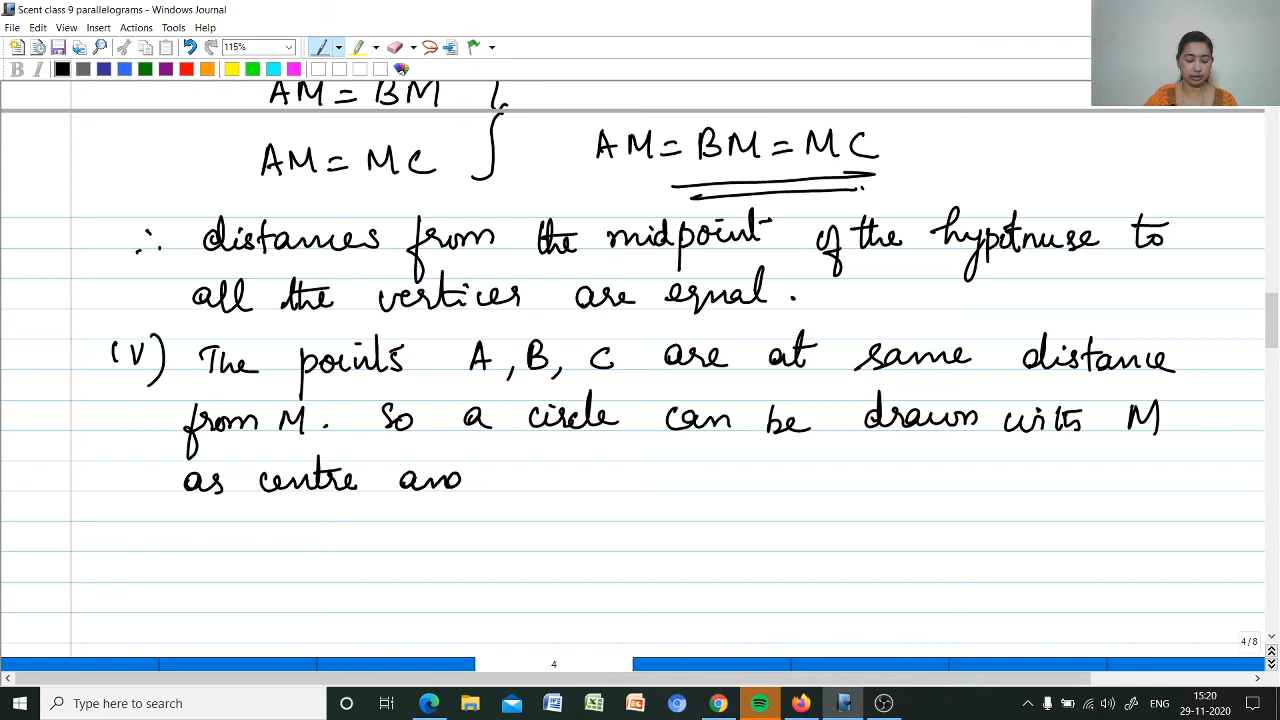 Scent class 9 parallelograms - Windows Journal
File Edit View Insert Actions Tools Help
115%
B I
AM = BM
AM = MC
AM = BM = MC
∴ distances from the midpoint of the hypotnuse to
all the vertices are equal.
(V) The points A, B, C are at same distance
from M. So a circle can be drawn with M
as centre and
4/8
4
Type here to search
ENG
15:20
29-11-2020